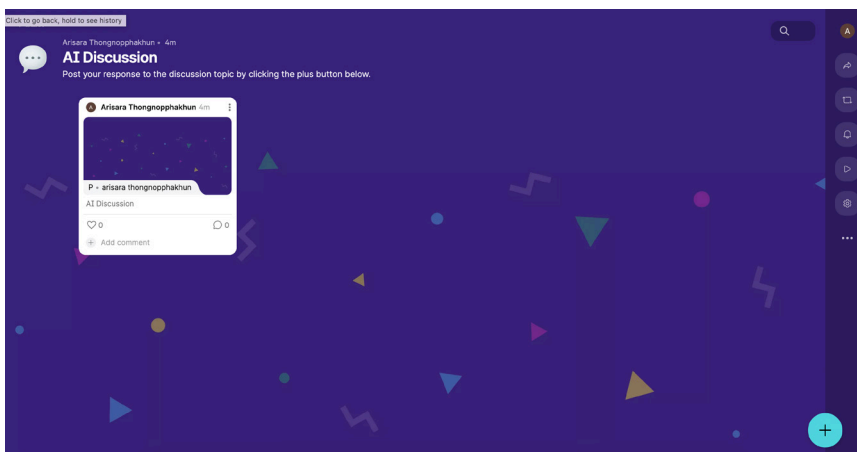 Click to go back, hold to see history
Arisara Thongnopphakhun • 4m
AI Discussion
Post your response to the discussion topic by clicking the plus button below.
A
A Arisara Thongnopphakhun 4m
P • arisara thongnopphakhun
AI Discussion
0 0
+ Add comment
+